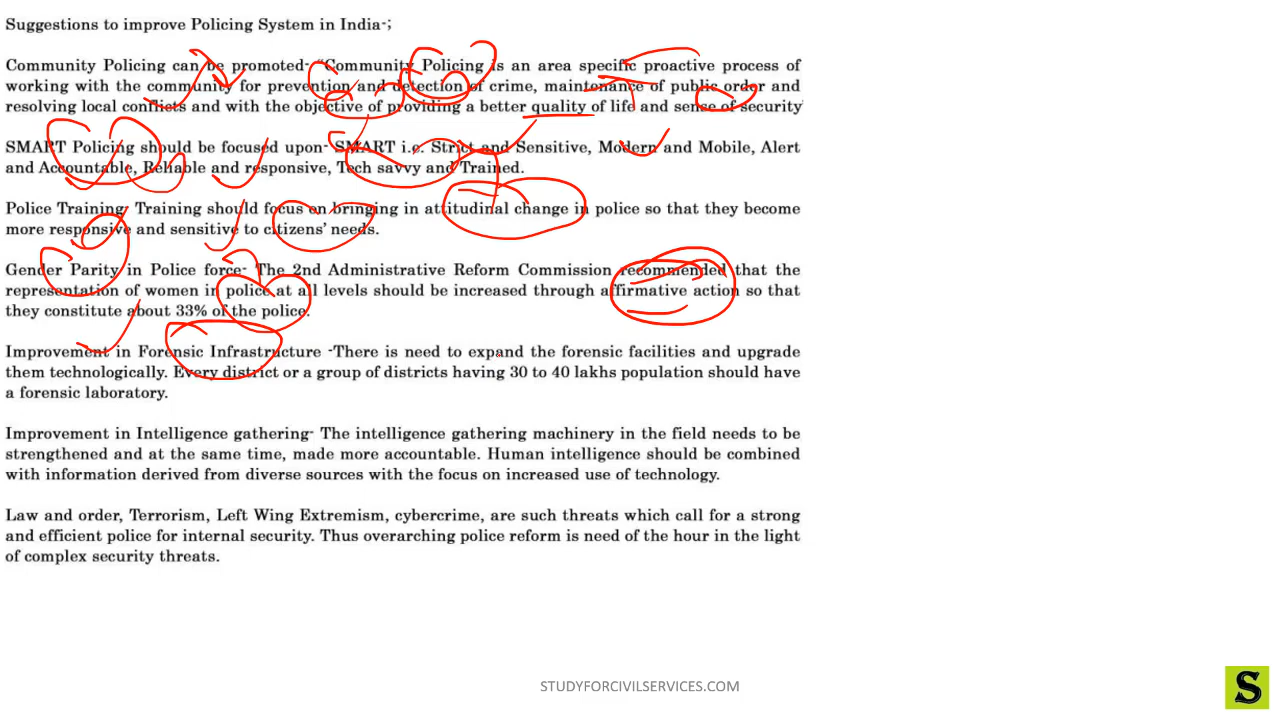 Suggestions to improve Policing System in India-;
Community Policing can be promoted- "Community Policing is an area specific proactive process of
working with the community for prevention and detection of crime, maintenance of public order and
resolving local conflicts and with the objective of providing a better quality of life and sense of security'
SMART Policing should be focused upon- SMART i.e. Strict and Sensitive, Modern and Mobile, Alert
and Accountable, Reliable and responsive, Tech savvy and Trained.
Police Training- Training should focus on bringing in attitudinal change in police so that they become
more responsive and sensitive to citizens' needs.
Gender Parity in Police force- The 2nd Administrative Reform Commission recommended that the
representation of women in police at all levels should be increased through affirmative action so that
they constitute about 33% of the police.
Improvement in Forensic Infrastructure -There is need to expand the forensic facilities and upgrade
them technologically. Every district or a group of districts having 30 to 40 lakhs population should have
a forensic laboratory.
Improvement in Intelligence gathering- The intelligence gathering machinery in the field needs to be
strengthened and at the same time, made more accountable. Human intelligence should be combined
with information derived from diverse sources with the focus on increased use of technology.
Law and order, Terrorism, Left Wing Extremism, cybercrime, are such threats which call for a strong
and efficient police for internal security. Thus overarching police reform is need of the hour in the light
of complex security threats.
STUDYFORCIVILSERVICES.COM
S